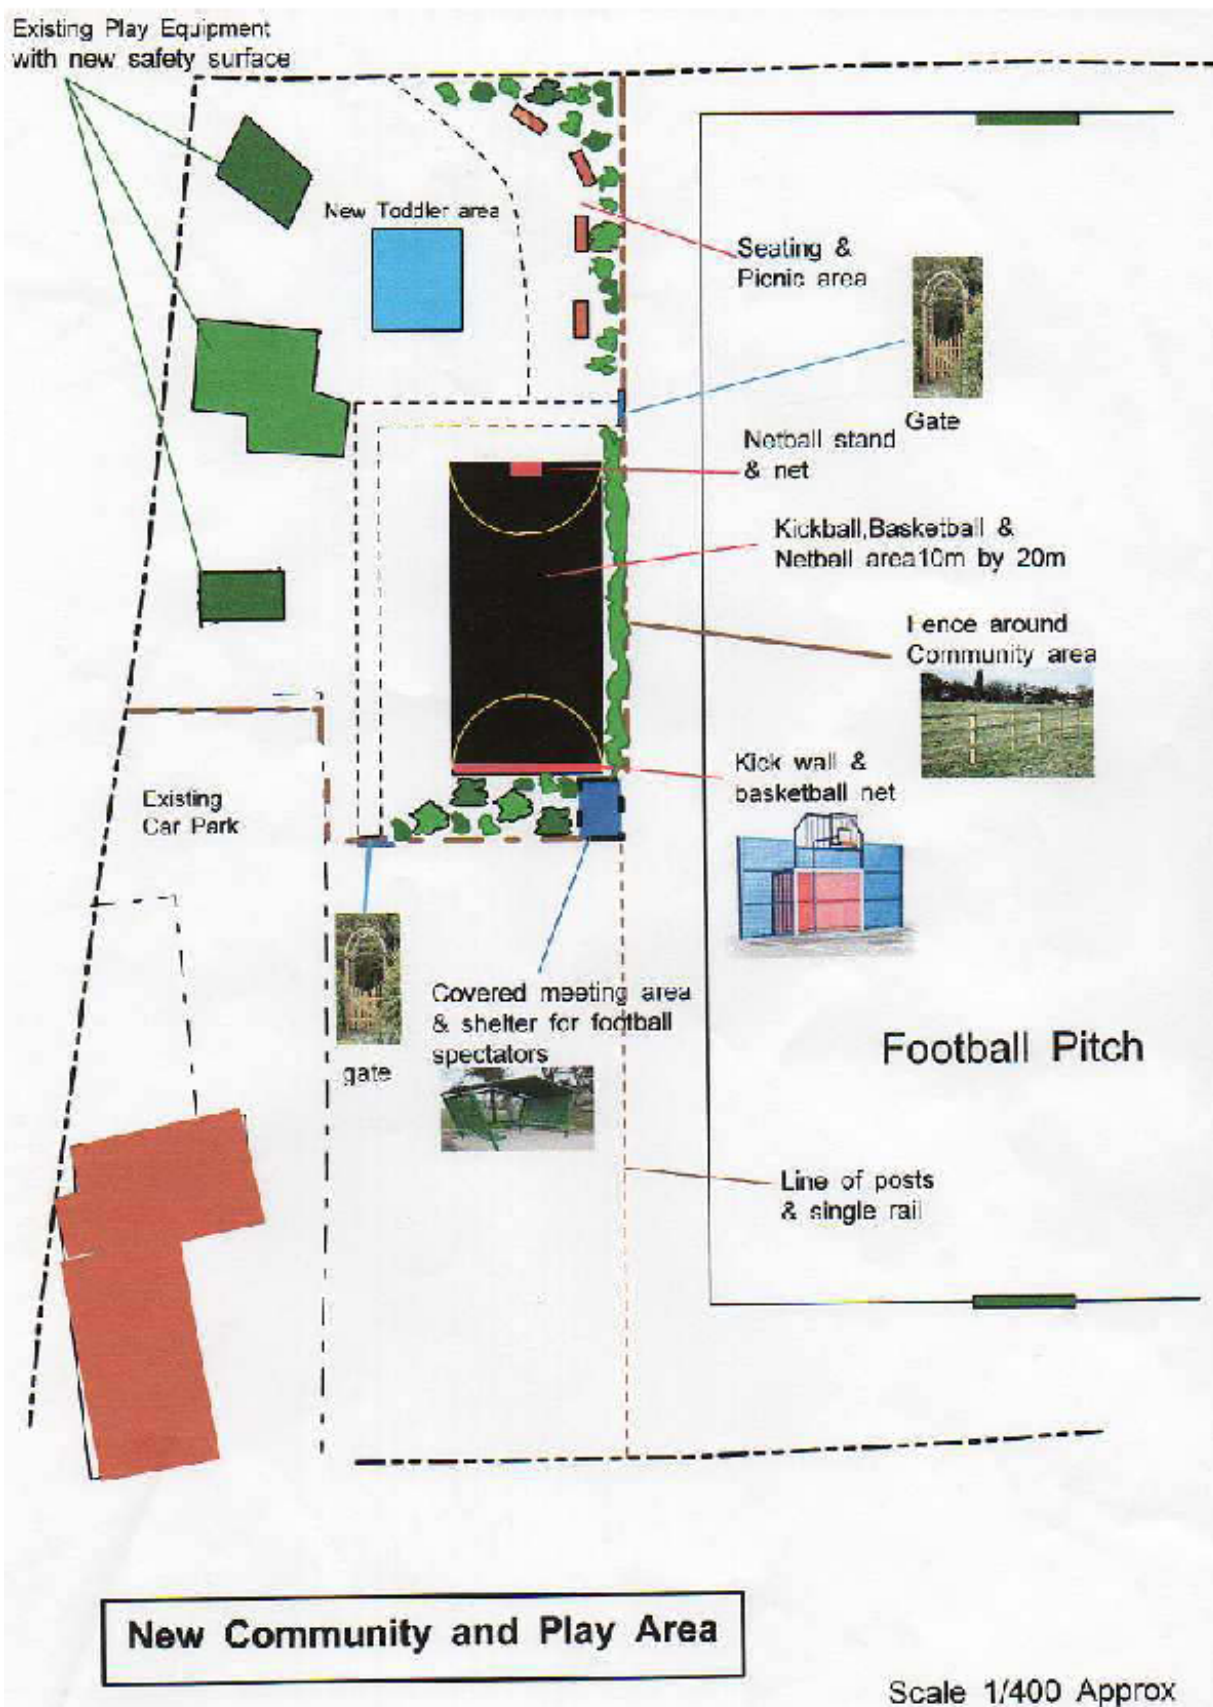 Existing Play Equipment
with new safety surface
New Toddler area
Seating &
Picnic area
Gate
Netball stand
& net
Kickball,Basketball &
Netball area10m by 20m
Fence around
Community area
Kick wall &
basketball net
Existing
Car Park
Covered meeting area
& shelter for football
spectators
gate
Football Pitch
Line of posts
& single rail
New Community and Play Area
Scale 1/400 Approx